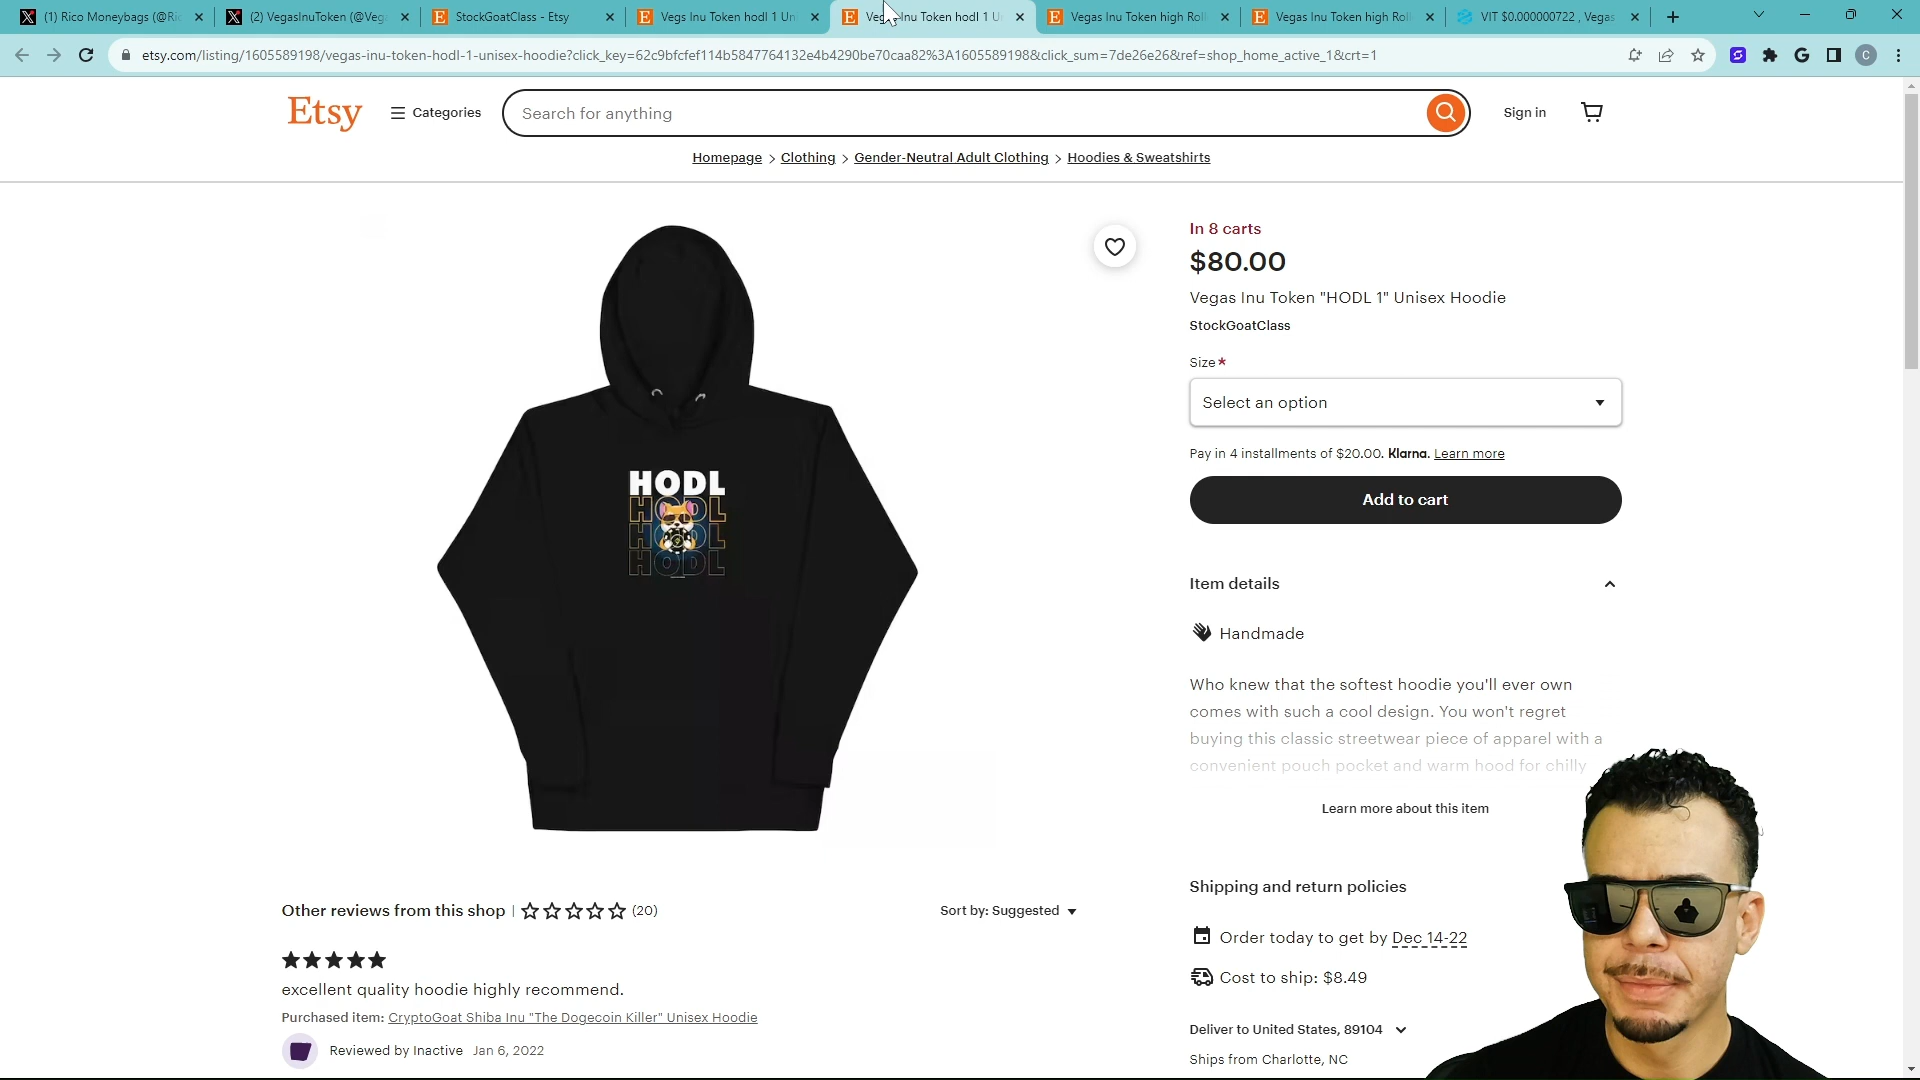 (1) Rico Moneybags (@Ri
(2) VegasInuToken (@Veg
StockGoatClass - Etsy
Vegs Inu Token hodl 1 Un
Inu Token hodl 1 U
Vegas Inu Token high Roll
Vegas Inu Token high Roll
VIT $0.000000722 , Vegas
etsy.com/listing/1605589198/vegas-inu-token-hodl-1-unisex-hoodie?click_key=62c9bfcfef114b5847764132e4b4290be70caa82%3A1605589198&click_sum=7de26e26&ref=shop_home_active_1&crt=1
C
Etsy
Categories
Search for anything
Sign in
Homepage > Clothing > Gender-Neutral Adult Clothing > Hoodies & Sweatshirts
HODL
HODL
HODL
HODL
In 8 carts
$80.00
Vegas Inu Token "HODL 1" Unisex Hoodie
StockGoatClass
Size*
Select an option
Pay in 4 installments of $20.00. Klarna. Learn more
Add to cart
Item details
Handmade
Who knew that the softest hoodie you'll ever own
comes with such a cool design. You won't regret
buying this classic streetwear piece of apparel with a
convenient pouch pocket and warm hood for chilly
Learn more about this item
Shipping and return policies
Order today to get by Dec 14-22
Cost to ship: $8.49
Deliver to United States, 89104
Ships from Charlotte, NC
Other reviews from this shop | (20)
Sort by: Suggested
excellent quality hoodie highly recommend.
Purchased item: CryptoGoat Shiba Inu "The Dogecoin Killer" Unisex Hoodie
Reviewed by Inactive Jan 6, 2022